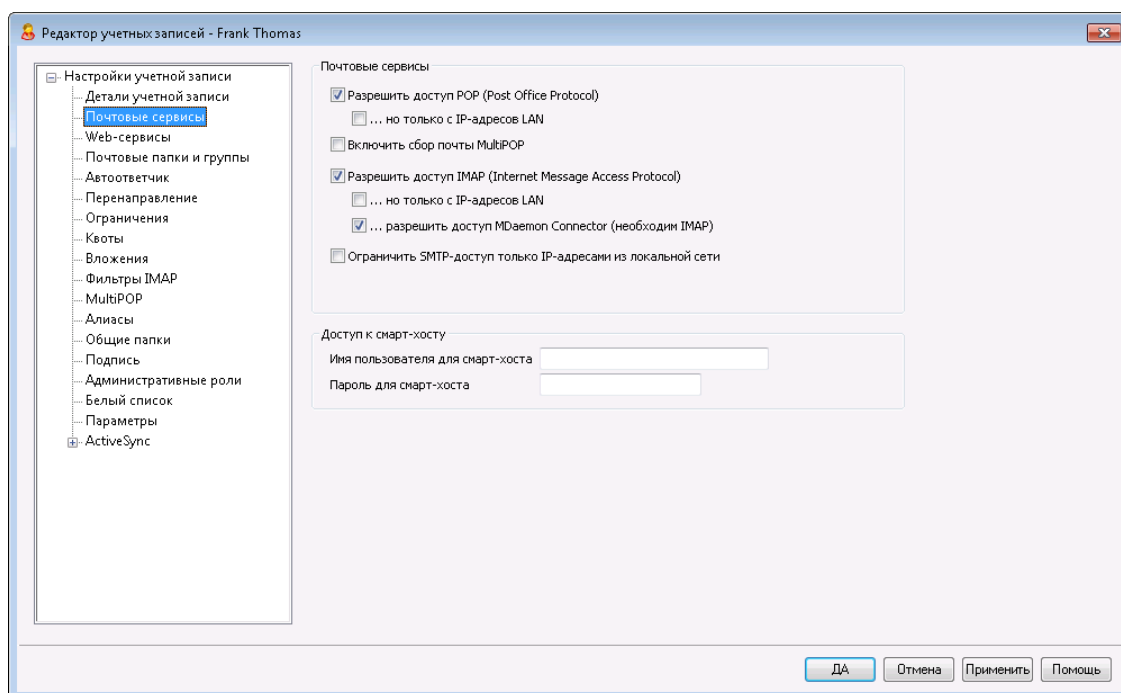 Редактор учетных записей - Frank Thomas
Настройки учетной записи
Детали учетной записи
Почтовые сервисы
Web-сервисы
Почтовые папки и группы
Автоответчик
Перенаправление
Ограничения
Квоты
Вложения
Фильтры IMAP
MultiPOP
Алиасы
Общие папки
Подпись
Административные роли
Белый список
Параметры
ActiveSync
Почтовые сервисы
Разрешить доступ POP (Post Office Protocol)
... но только с IP-адресов LAN
Включить сбор почты MultiPOP
Разрешить доступ IMAP (Internet Message Access Protocol)
... но только с IP-адресов LAN
... разрешить доступ MDaemon Connector (необходим IMAP)
Ограничить SMTP-доступ только IP-адресами из локальной сети
Доступ к смарт-хосту
Имя пользователя для смарт-хоста
Пароль для смарт-хоста
ДА Отмена Применить Помощь